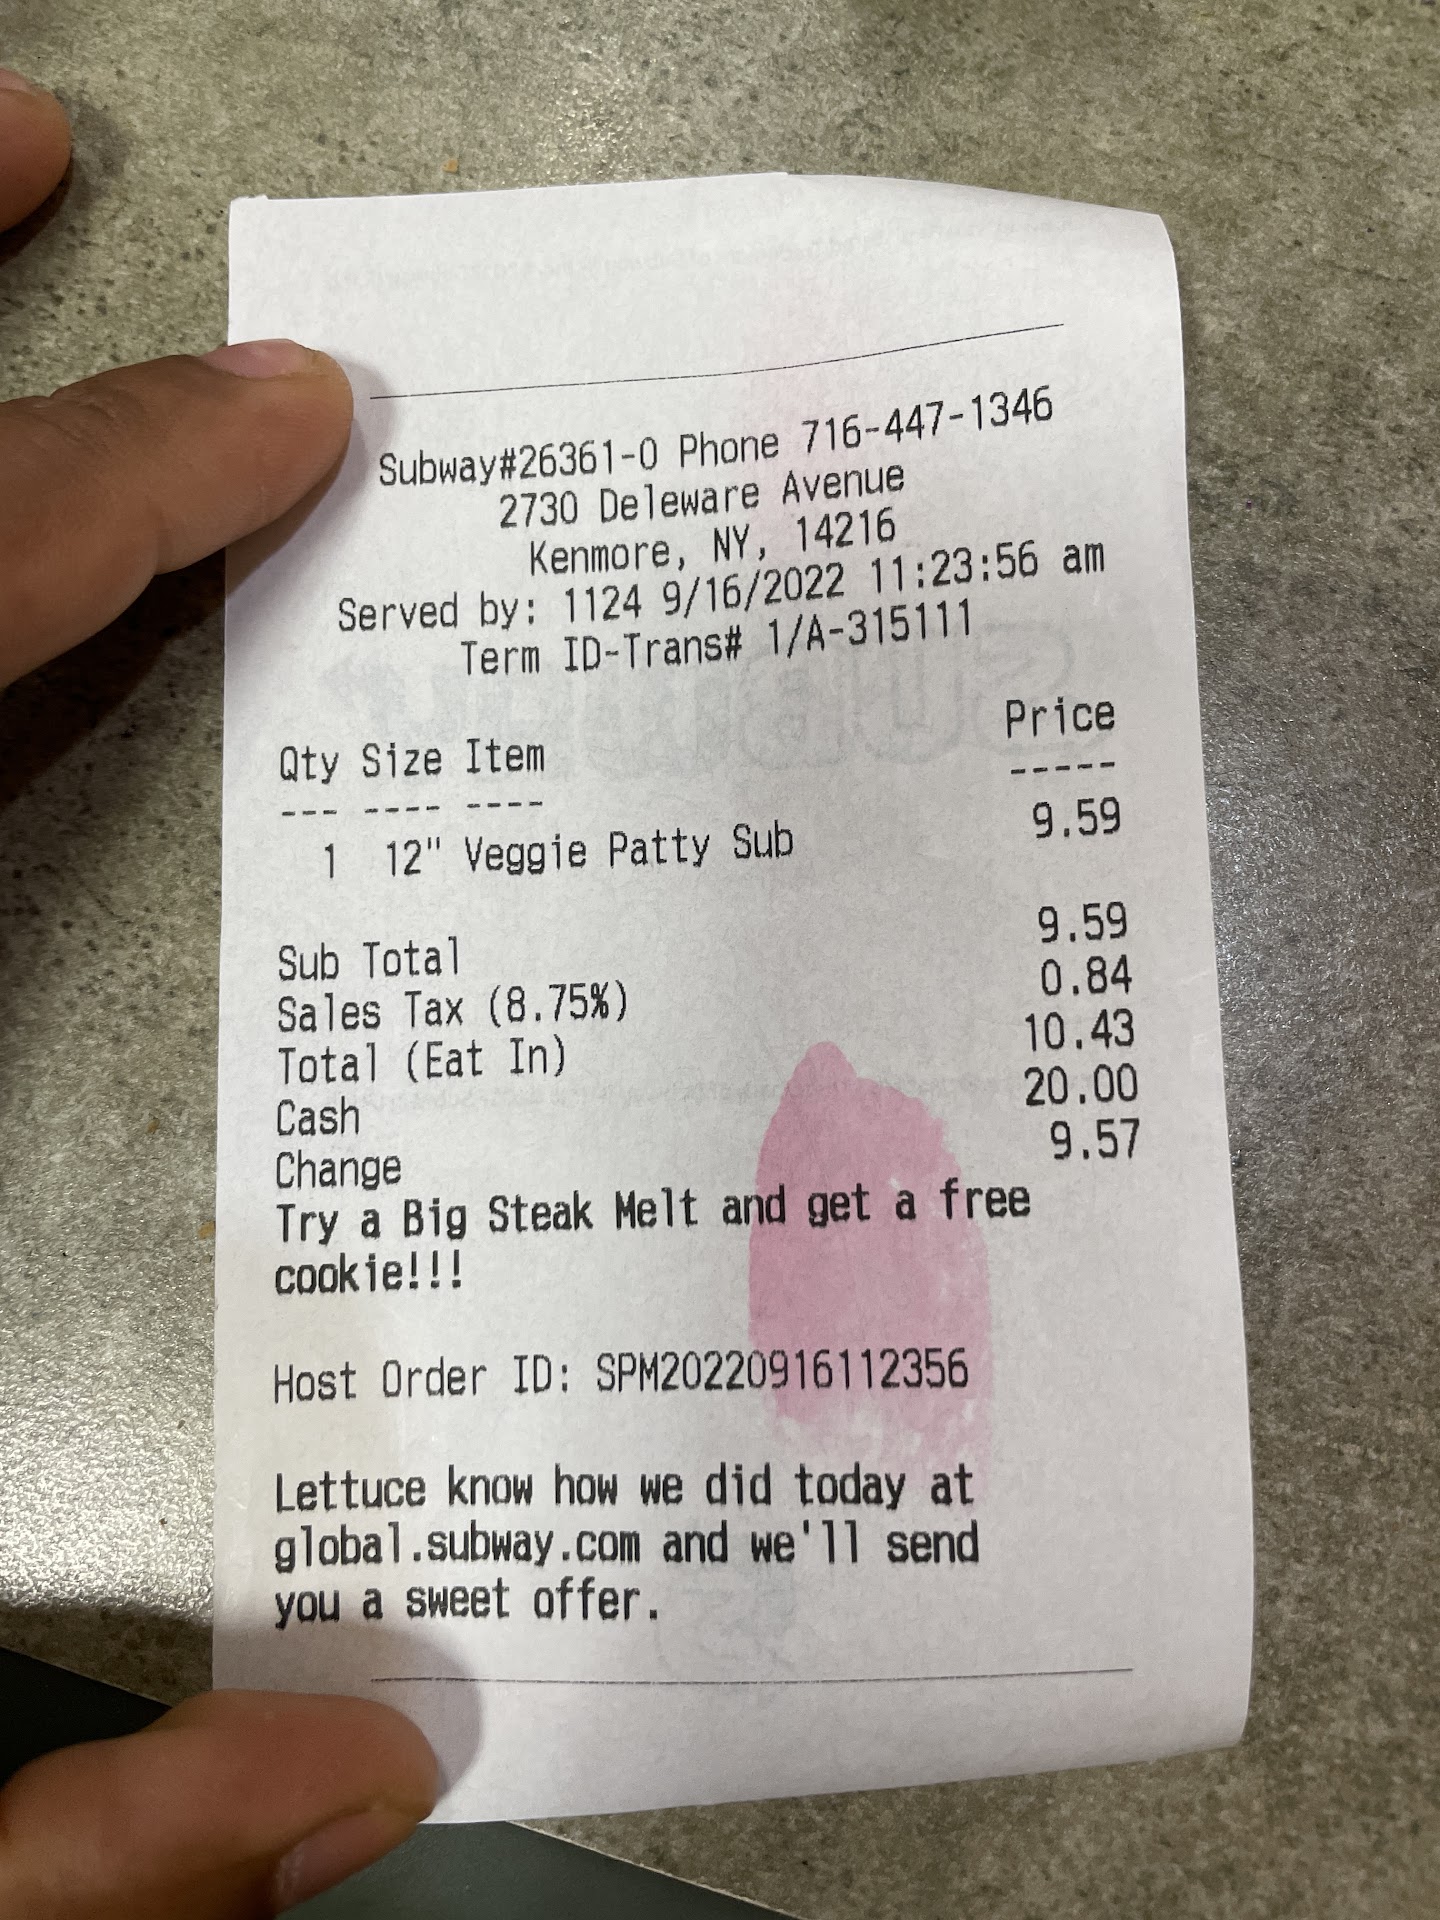 Subway#26361-0 Phone 716-447-1346
2730 Deleware Avenue
Kenmore, NY, 14216
Served by: 1124 9/16/2022 11:23:56 am
Term ID-Trans# 1/A-315111
Qty Size Item Price
--- ---- ---- -----
1 12" Veggie Patty Sub 9.59
Sub Total 9.59
Sales Tax (8.75%) 0.84
Total (Eat In) 10.43
Cash 20.00
Change 9.57
Try a Big Steak Melt and get a free
cookie!!!
Host Order ID: SPM20220916112356
Lettuce know how we did today at
global.subway.com and we'll send
you a sweet offer.